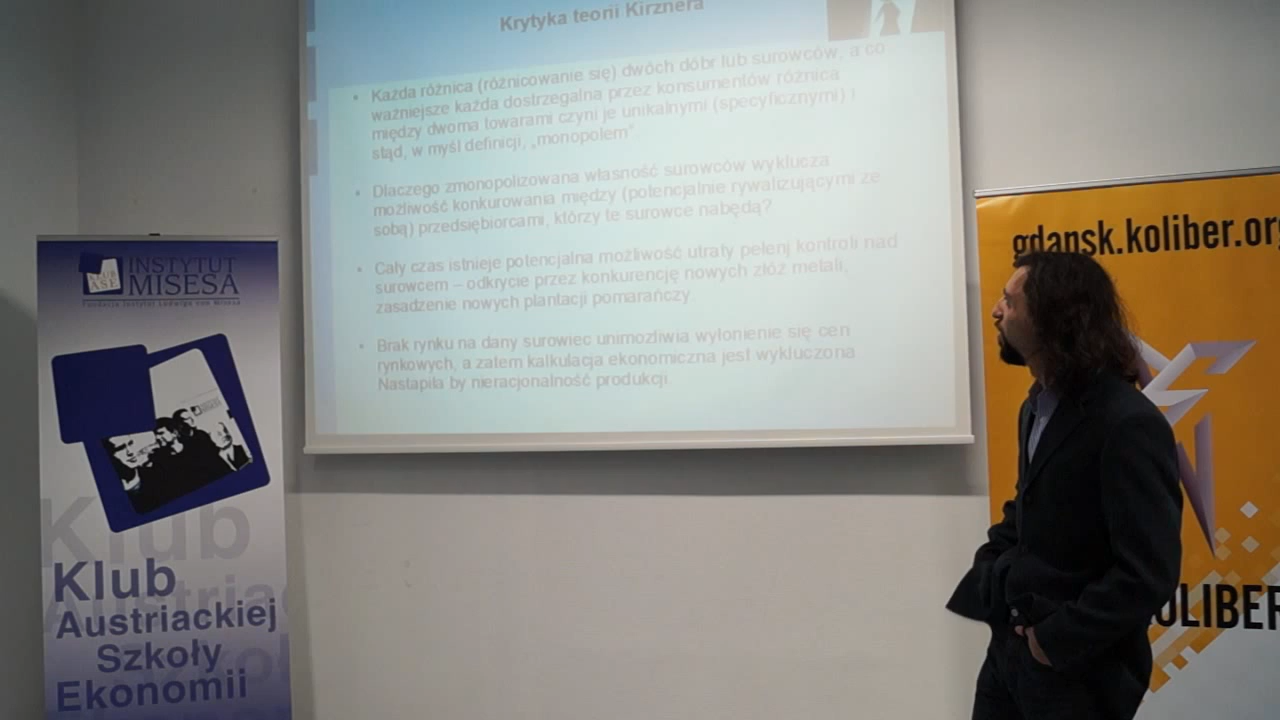 Krytyka teorii Kirznera
• Każda różnica (różnicowanie się) dwóch dóbr lub surowców, a co
ważniejsze każda dostrzegalna przez konsumentów różnica
między dwoma towarami czyni je unikalnymi (specyficznymi) i
stąd, w myśl definicji, „monopolem”.
• Dlaczego zmonopolizowana własność surowców wyklucza
możliwość konkurowania między (potencjalnie rywalizującymi ze
sobą) przedsiębiorcami, którzy te surowce nabędą?
• Cały czas istnieje potencjalna możliwość utraty pełenj kontroli nad
surowcem – odkrycie przez konkurencję nowych złóż metali,
zasadzenie nowych plantacji pomarańczy.
• Brak rynku na dany surowiec unimożliwia wyłonienie się cen
rynkowych, a zatem kalkulacja ekonomiczna jest wykluczona.
Nastąpiła by nieracjonalność produkcji.
KLUB
ASE
INSTYTUT
MISESA
Fundacja Instytut Ludwiga von Misesa
Klub
Austriackiej
Szkoły
Ekonomii
gdansk.koliber.org
OLIBER